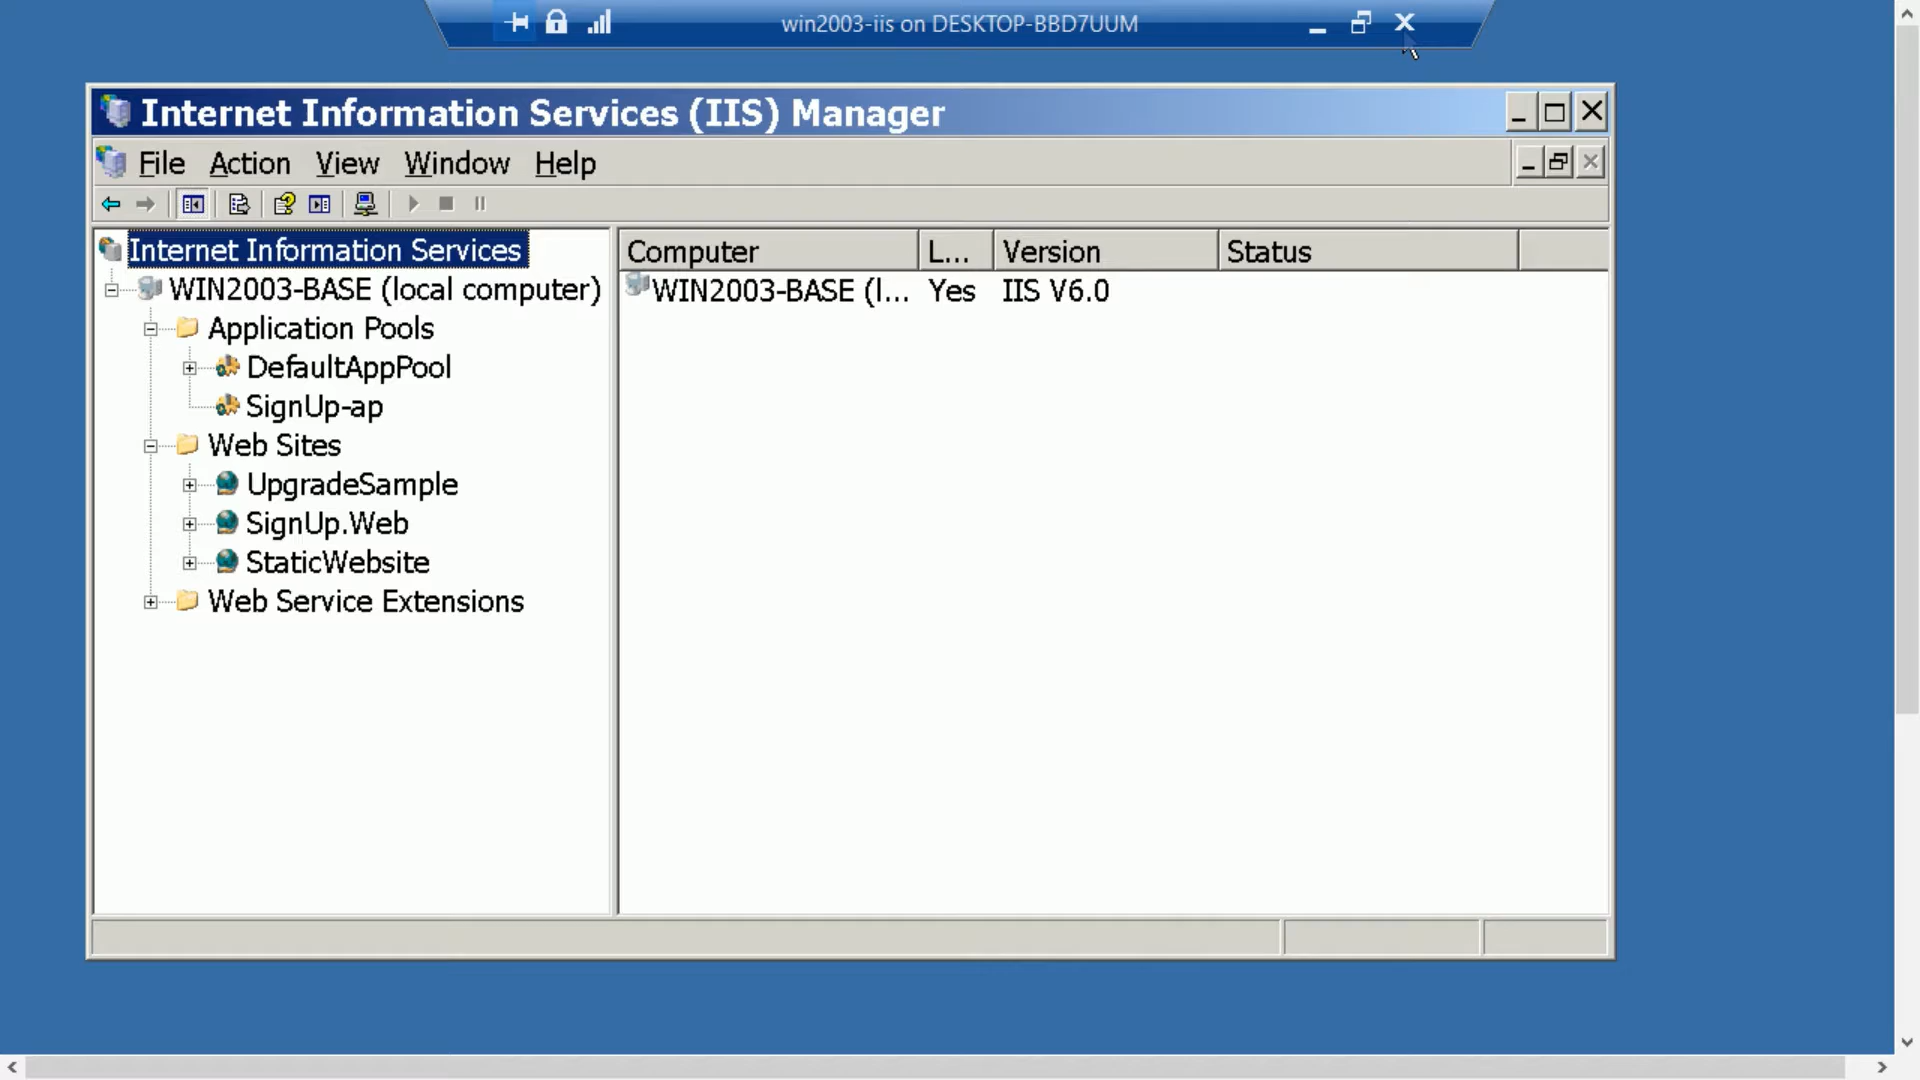 win2003-iis on DESKTOP-BBD7UUM
Internet Information Services (IIS) Manager
File Action View Window Help
Internet Information Services
WIN2003-BASE (local computer)
Application Pools
DefaultAppPool
SignUp-ap
Web Sites
UpgradeSample
SignUp.Web
StaticWebsite
Web Service Extensions
Computer L... Version Status
WIN2003-BASE (l... Yes IIS V6.0